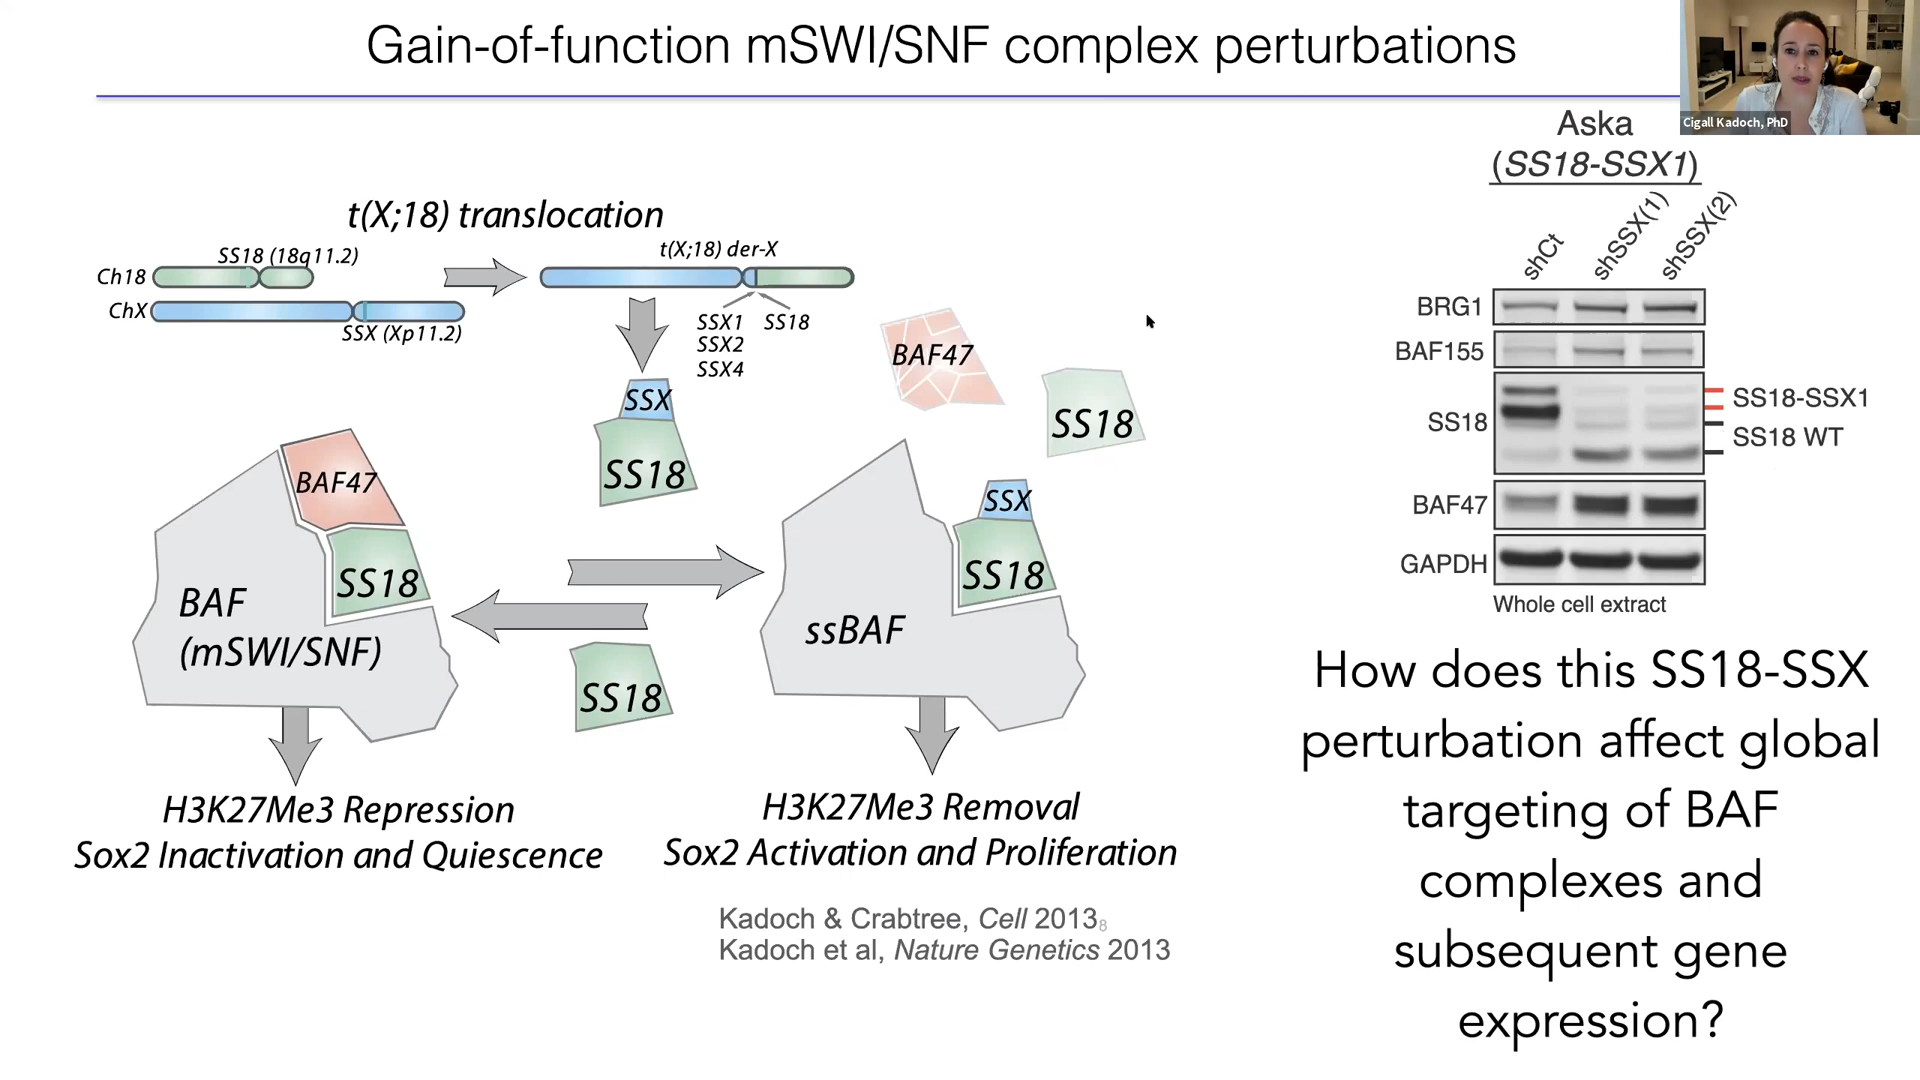 Gain-of-function mSWI/SNF complex perturbations
Cigall Kadoch, PhD
t(X;18) translocation
SS18 (18q11.2)
Ch18
ChX
SSX (Xp11.2)
t(X;18) der-X
SSX1
SSX2
SSX4
SS18
SSX
SS18
BAF47
SS18
BAF47
SS18
BAF
(mSWI/SNF)
SS18
SSX
SS18
ssBAF
H3K27Me3 Repression
Sox2 Inactivation and Quiescence
H3K27Me3 Removal
Sox2 Activation and Proliferation
Kadoch & Crabtree, Cell 2013
8
Kadoch et al, Nature Genetics 2013
Aska
(SS18-SSX1)
shCt
shSSX(1)
shSSX(2)
BRG1
BAF155
SS18
SS18-SSX1
SS18 WT
BAF47
GAPDH
Whole cell extract
How does this SS18-SSX
perturbation affect global
targeting of BAF
complexes and
subsequent gene
expression?